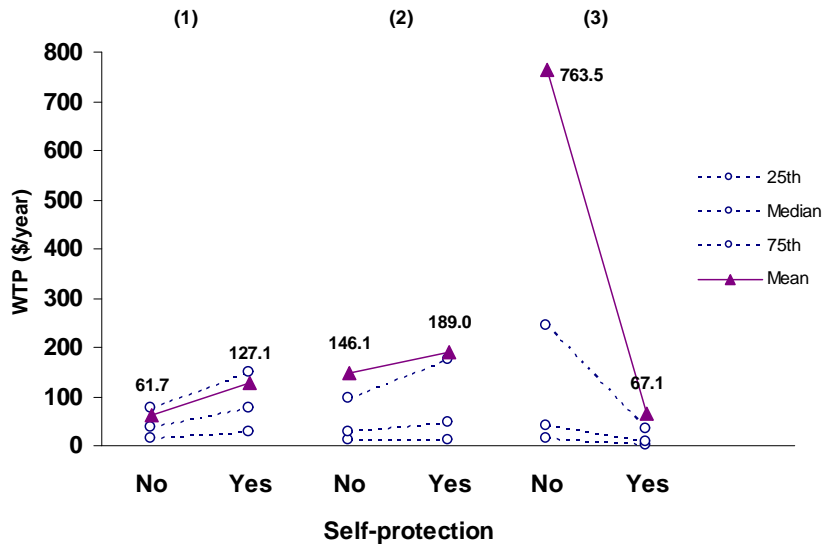 (1) (2) (3)
800
700
600
500
400
300
200
100
0
WTP ($/year)
61.7
127.1
146.1
189.0
763.5
67.1
No Yes No Yes No Yes
Self-protection
25th
Median
75th
Mean